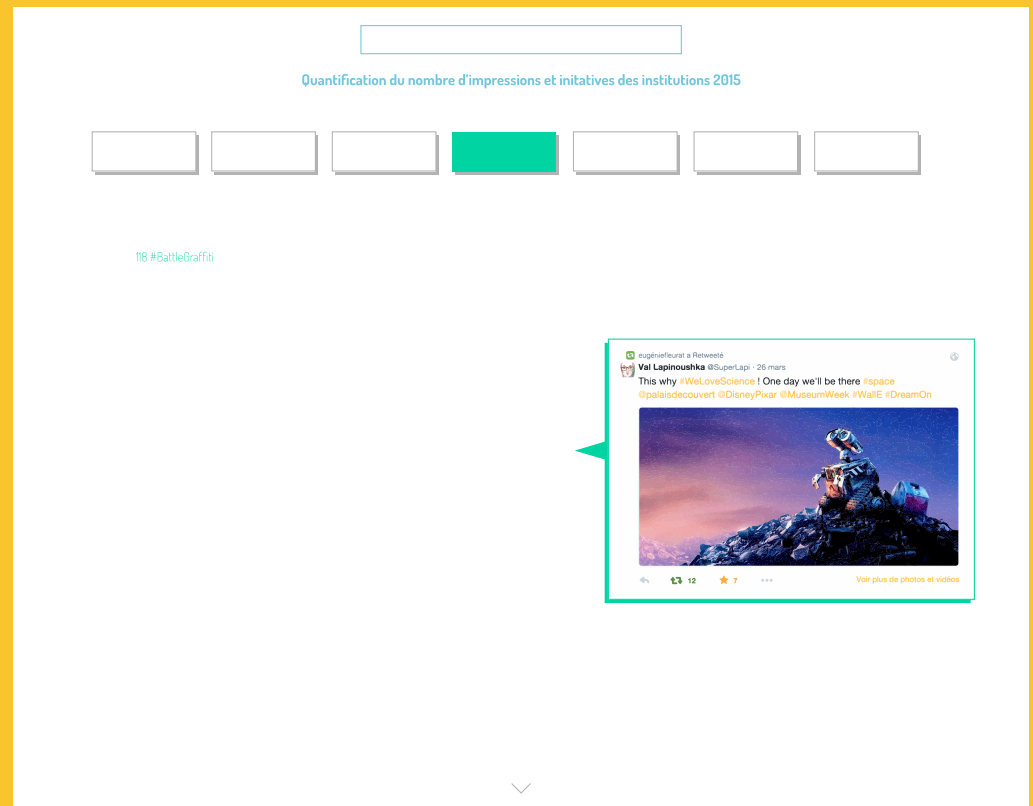 Quantification du nombre d'impressions et initatives des institutions 2015
118 #BattleGraffiti
eugéniefleurat a Retweeté
Val Lapinoushka @SuperLapi · 26 mars
This why #WeLoveScience ! One day we'll be there #space
@palaisdecouvert @DisneyPixar @MuseumWeek #WallE #DreamOn
12 7 Voir plus de photos et vidéos